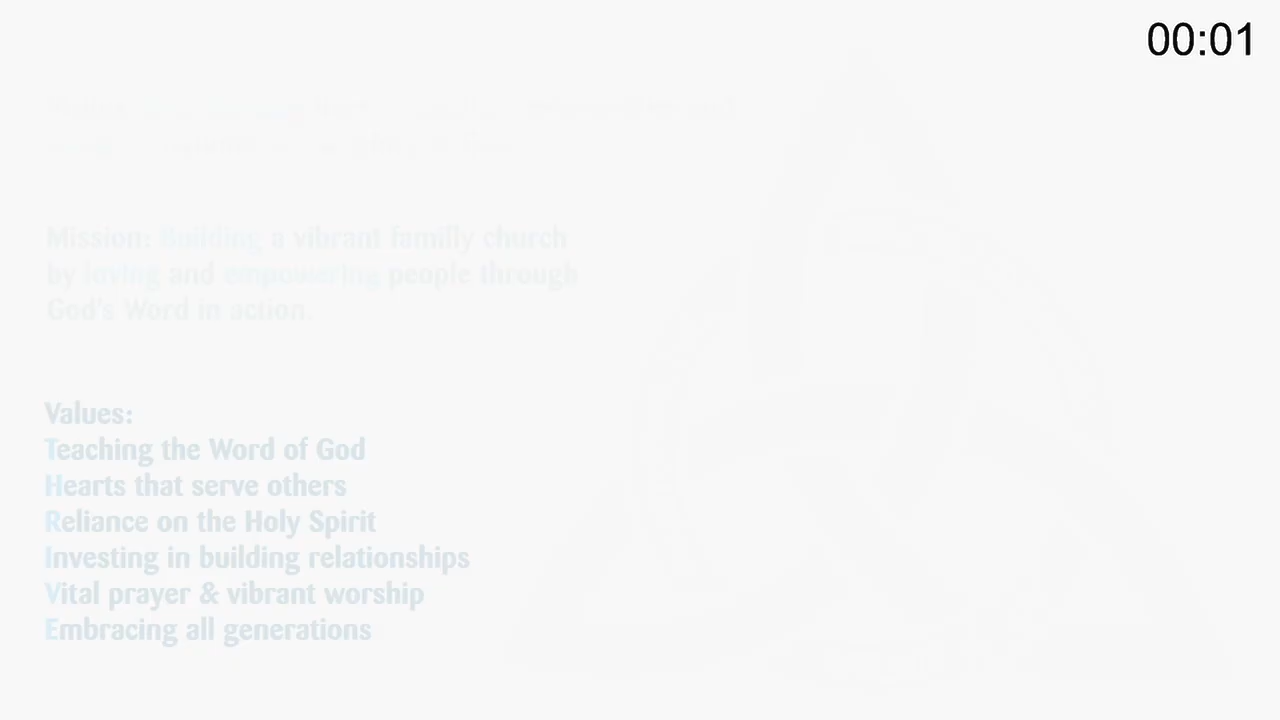 00:01
Mission: Building a vibrant familly church
by loving and empowering people through
God's Word in action.
Values:
Teaching the Word of God
Hearts that serve others
Reliance on the Holy Spirit
Investing in building relationships
Vital prayer & vibrant worship
Embracing all generations